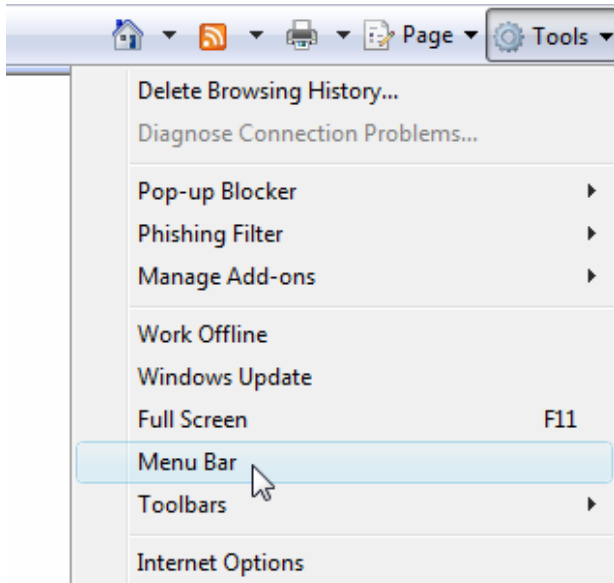 Page Tools
Delete Browsing History...
Diagnose Connection Problems...
Pop-up Blocker
Phishing Filter
Manage Add-ons
Work Offline
Windows Update
Full Screen F11
Menu Bar
Toolbars
Internet Options